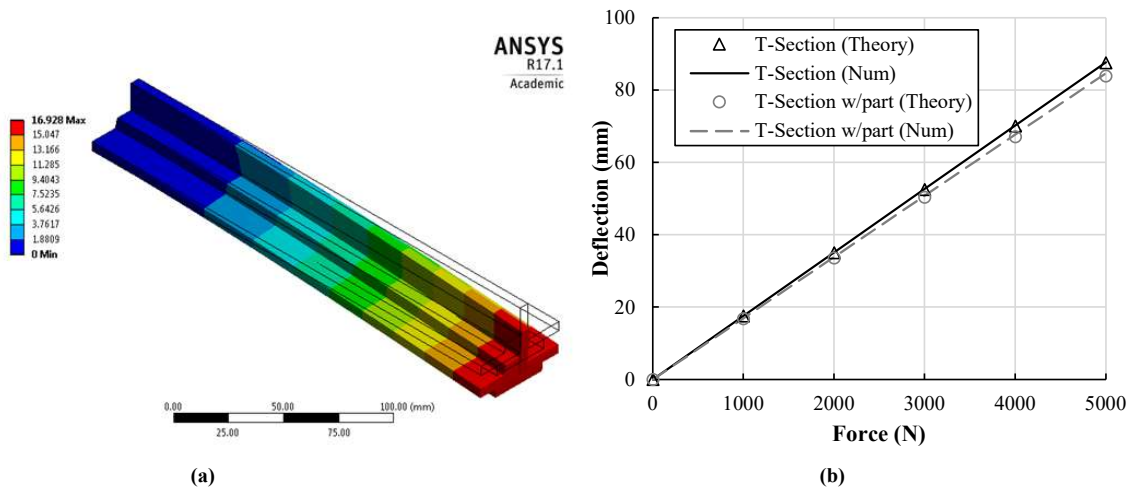 ANSYS
R17.1
Academic
16.928 Max
15.047
13.166
11.285
9.4043
7.5235
5.6426
3.7617
1.8809
0 Min
0.00 50.00 100.00 (mm)
25.00 75.00
(a)
Deflection (mm)
100
80
60
40
20
0
T-Section (Theory)
T-Section (Num)
T-Section w/part (Theory)
T-Section w/part (Num)
0 1000 2000 3000 4000 5000
Force (N)
(b)